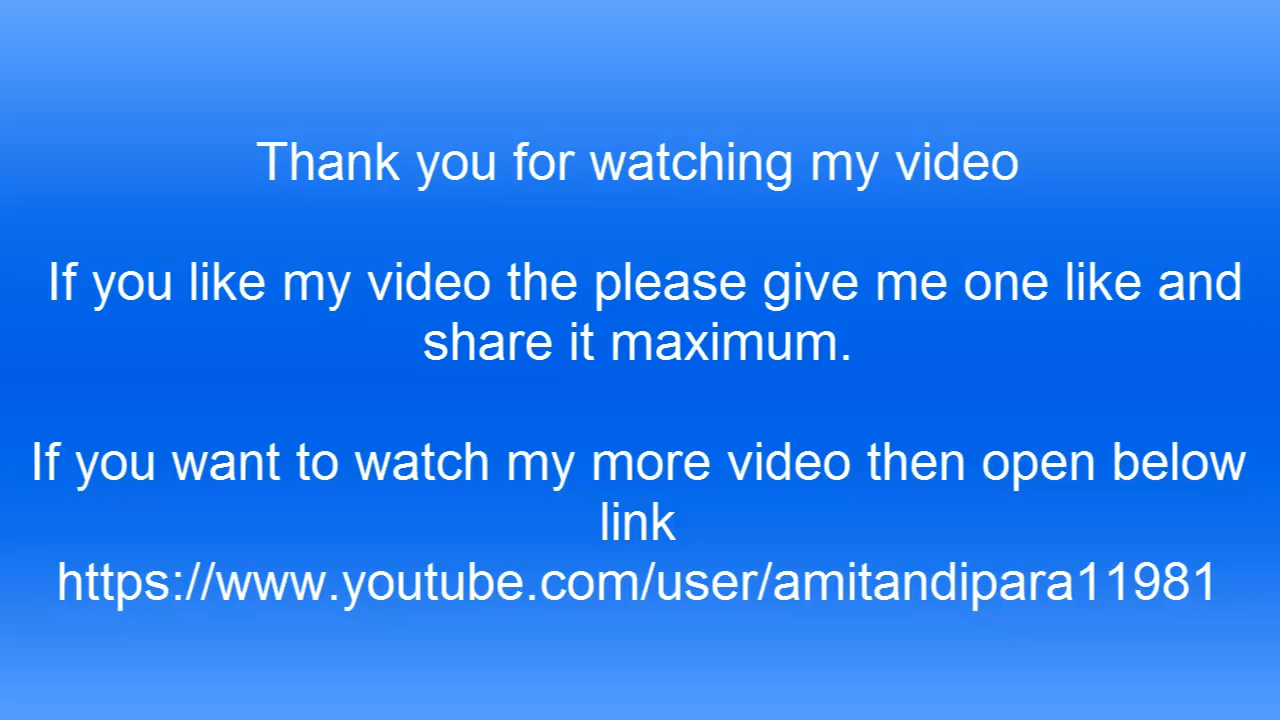 Thank you for watching my video
If you like my video the please give me one like and
share it maximum.
If you want to watch my more video then open below
link
https://www.youtube.com/user/amitandipara11981